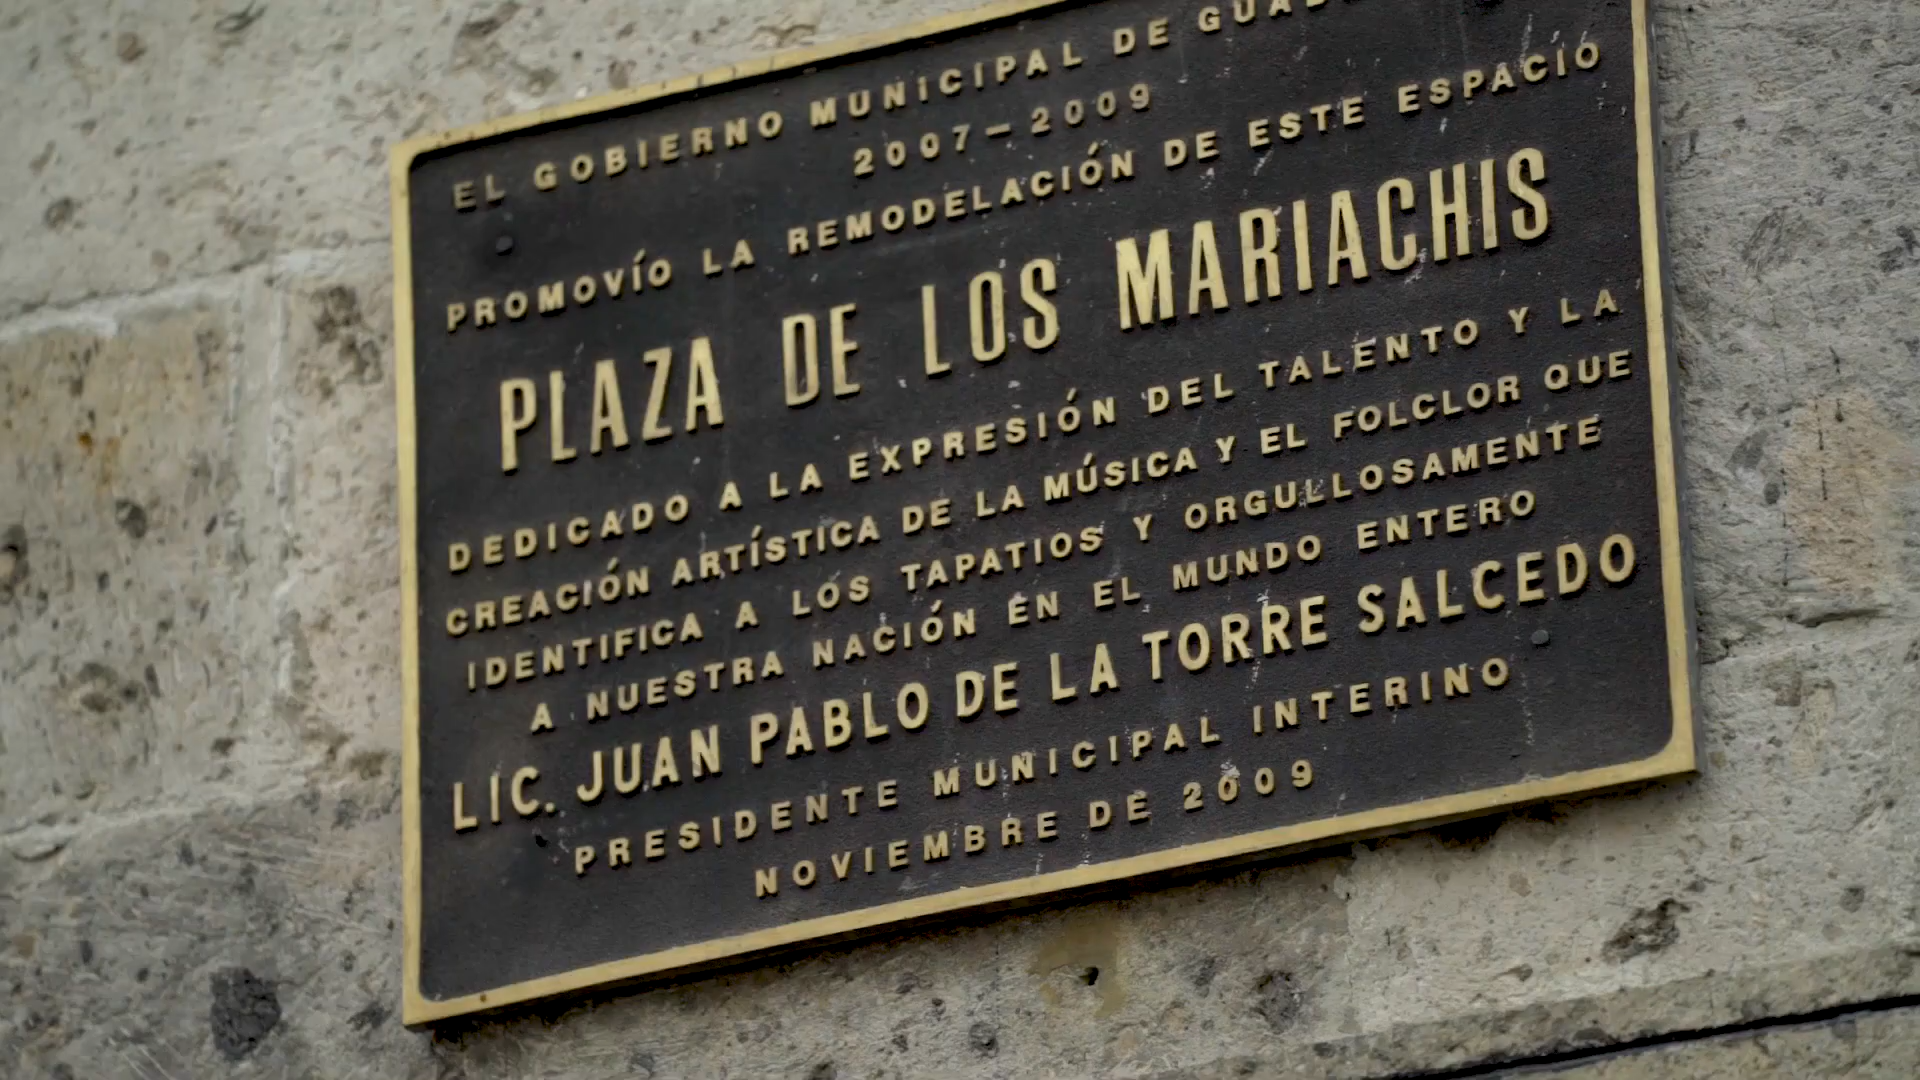 EL GOBIERNO MUNICIPAL DE
2007-2009
PROMOVÍO LA REMODELACIÓN DE ESTE ESPACIO
PLAZA DE LOS MARIACHIS
DEDICADO A LA EXPRESIÓN DEL TALENTO Y LA
CREACIÓN ARTÍSTICA DE LA MÚSICA Y EL FOLCLOR QUE
IDENTIFICA A LOS TAPATIOS Y ORGULLOSAMENTE
A NUESTRA NACIÓN EN EL MUNDO ENTERO
LIC. JUAN PABLO DE LA TORRE SALCEDO
PRESIDENTE MUNICIPAL INTERINO
NOVIEMBRE DE 2009